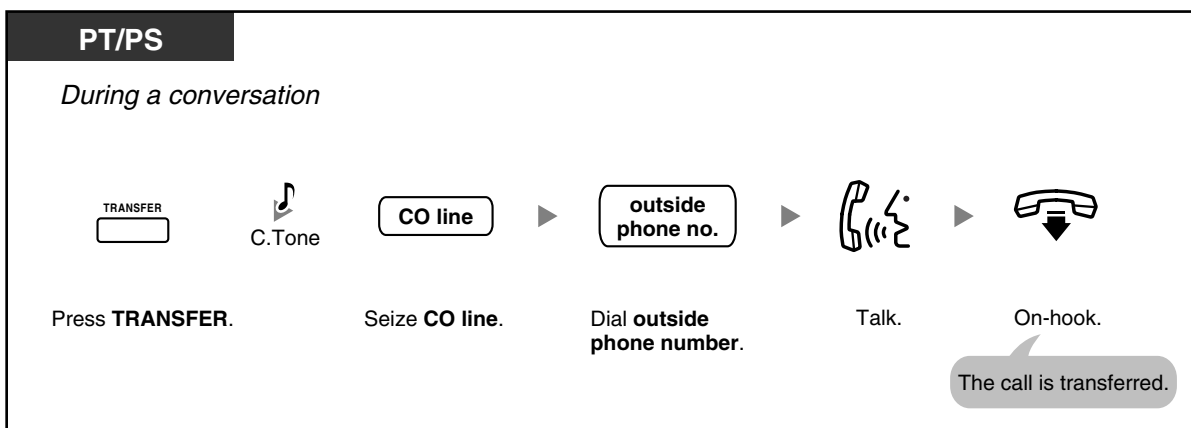 PT/PS
During a conversation
TRANSFER
C.Tone
CO line
outside
phone no.
Press TRANSFER.
Seize CO line.
Dial outside
phone number.
Talk.
On-hook.
The call is transferred.